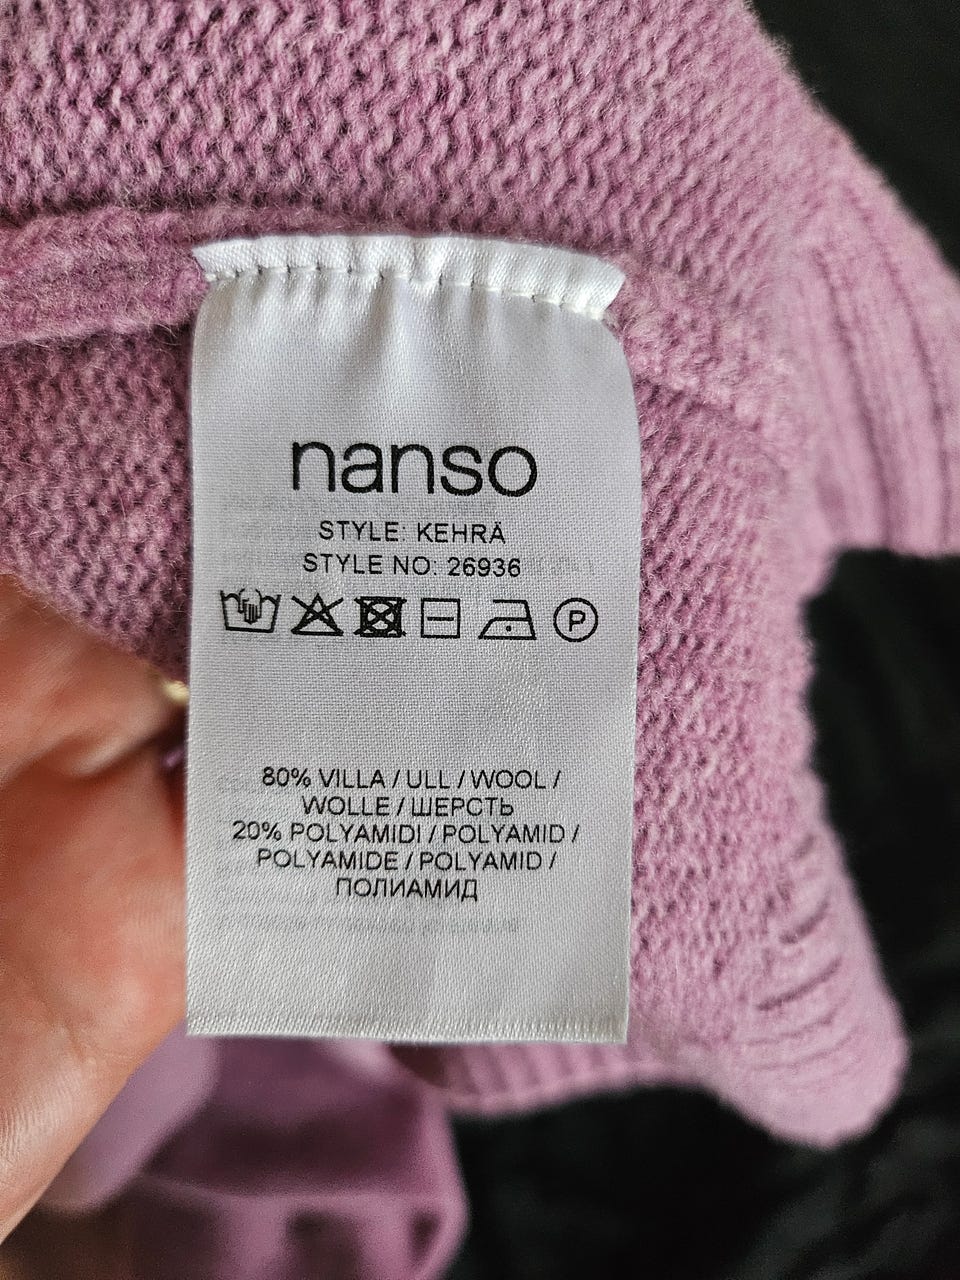 nanso
STYLE: KEHRÄ
STYLE NO: 26936
P
80% VILLA / ULL / WOOL /
WOLLE / ШЕРСТЬ
20% POLYAMIDI / POLYAMID /
POLYAMIDE / POLYAMID /
ПОЛИАМИД